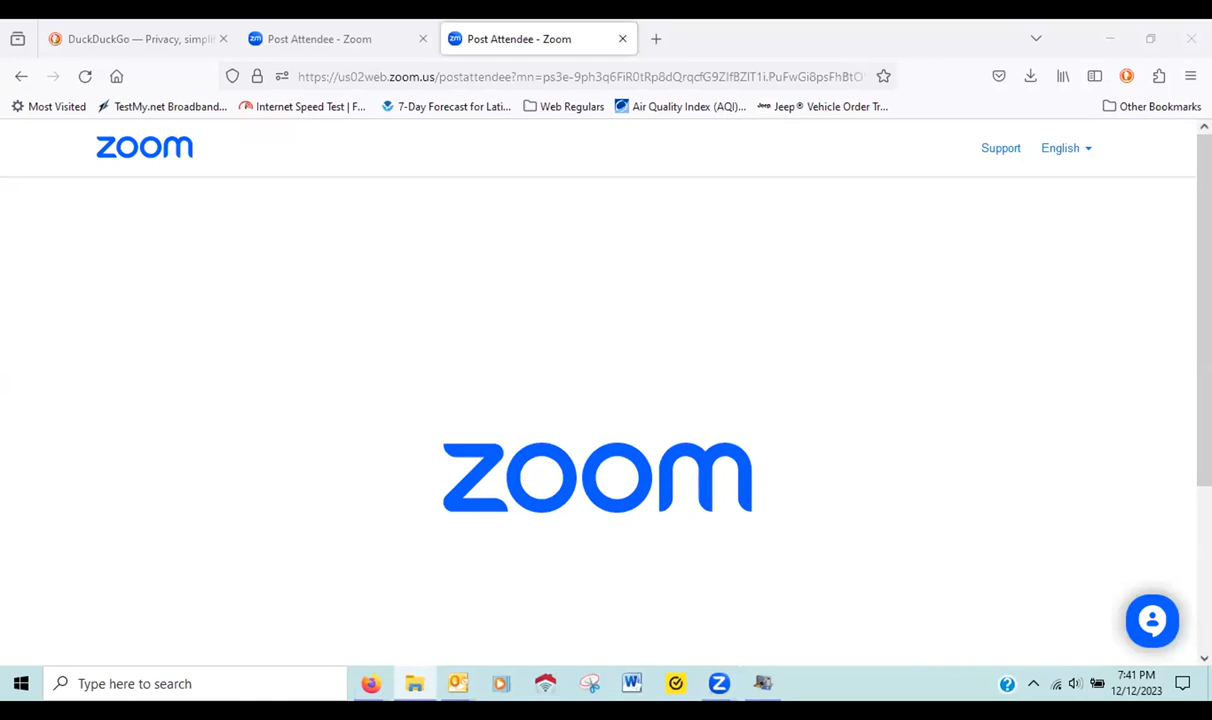 DuckDuckGo — Privacy, simplif
Post Attendee - Zoom
Post Attendee - Zoom
https://us02web.zoom.us/postattendee?mn=ps3e-9ph3q6FiR0tRp8dQrqcfG9ZIfBZIT1i.PuFwGi8psFhBtO
Most Visited
TestMy.net Broadband...
Internet Speed Test | F...
7-Day Forecast for Lati...
Web Regulars
Air Quality Index (AQI)...
Jeep® Vehicle Order Tr...
Other Bookmarks
zoom
Support
English
zoom
Type here to search
7:41 PM
12/12/2023